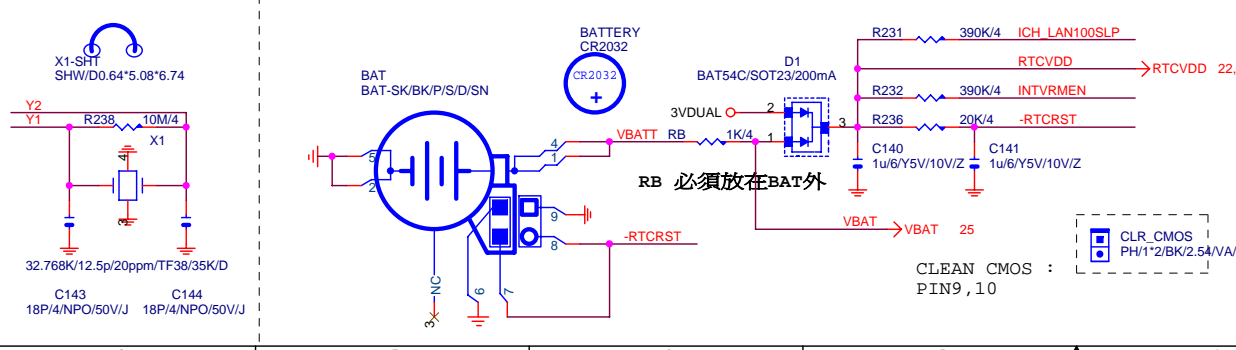 X1-SHT
SHW/D0.64*5.08*6.74
Y2
Y1
R238
10M/4
X1
4
3
32.768K/12.5p/20ppm/TF38/35K/D
C143
18P/4/NPO/50V/J
C144
18P/4/NPO/50V/J
BAT
BAT-SK/BK/P/S/D/SN
BATTERY
CR2032
CR2032
+
5
2
4
1
VBATT
RB
1K/4
RB 必須放在BAT外
9
8
-RTCRST
NC
3
6
7
D1
BAT54C/SOT23/200mA
3VDUAL
2
1
3
R231
390K/4
ICH_LAN100SLP
RTCVDD
RTCVDD 22,
R232
390K/4
INTVRMEN
R236
20K/4
-RTCRST
C140
1u/6/Y5V/10V/Z
C141
1u/6/Y5V/10V/Z
VBAT
VBAT 25
CLEAN CMOS :
PIN9,10
CLR_CMOS
PH/1*2/BK/2.54/VA/